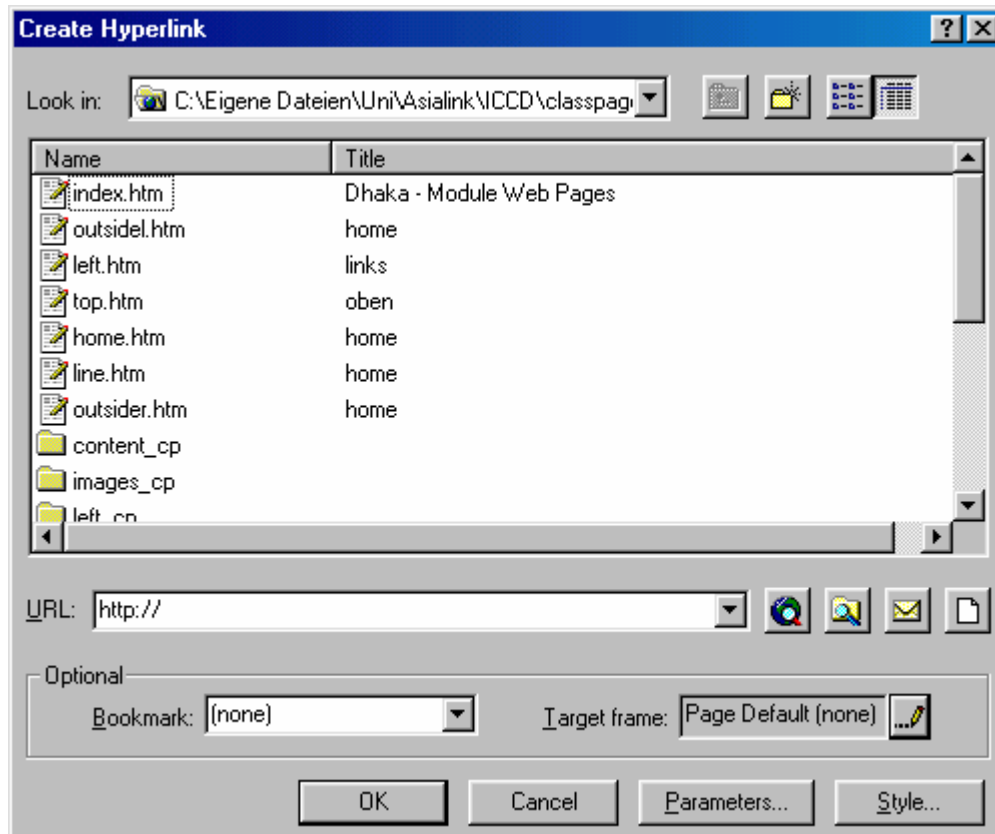 Create Hyperlink
Look in: C:\Eigene Dateien\Uni\Asialink\ICCD\classpage
Name Title
index.htm Dhaka - Module Web Pages
outsidel.htm home
left.htm links
top.htm oben
home.htm home
line.htm home
outsider.htm home
content_cp
images_cp
left_cp
URL: http://
Optional
Bookmark: (none) Target frame: Page Default (none)
OK Cancel Parameters... Style...